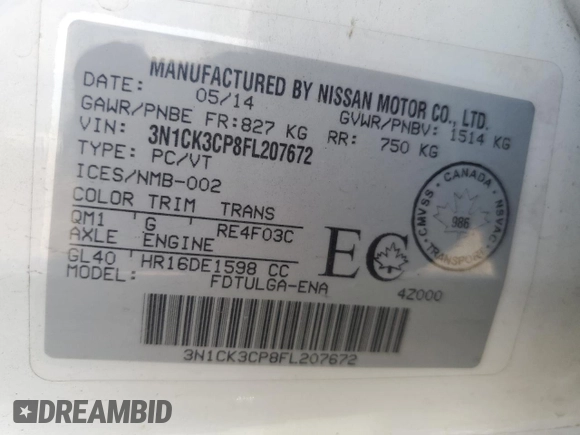 MANUFACTURED BY NISSAN MOTOR CO., LTD.
DATE: 05/14
GVWR/PNBV: 1514 KG
GAWR/PNBE FR: 827 KG RR: 750 KG
VIN: 3N1CK3CP8FL207672
TYPE: PC/VT
ICES/NMB-002
COLOR TRIM TRANS
QM1 G RE4F03C
AXLE ENGINE
GL40 HR16DE1598 CC
MODEL: FDTULGA-ENA
4Z000
EC
CANADA
CMVSS NSVAC
986
TRANSPORT
3N1CK3CP8FL207672
DREAMBID